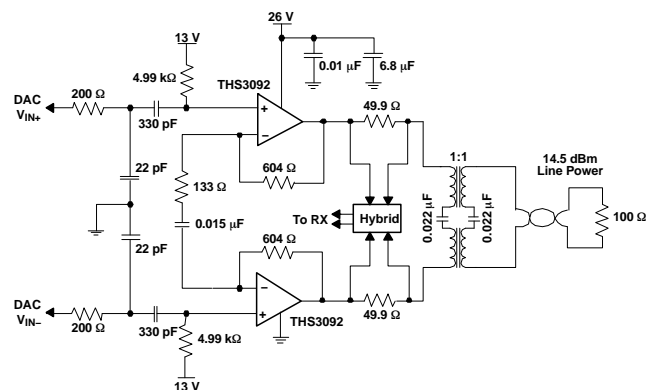 26 V
13 V
0.01 µF
6.8 µF
4.99 kΩ
THS3092
DAC
VIN+
200 Ω
+
−
49.9 Ω
330 pF
1:1
14.5 dBm
Line Power
22 pF
604 Ω
133 Ω
0.022 µF
0.022 µF
100 Ω
To RX
Hybrid
0.015 µF
22 pF
604 Ω
DAC
VIN−
200 Ω
−
+
49.9 Ω
330 pF
THS3092
4.99 kΩ
13 V